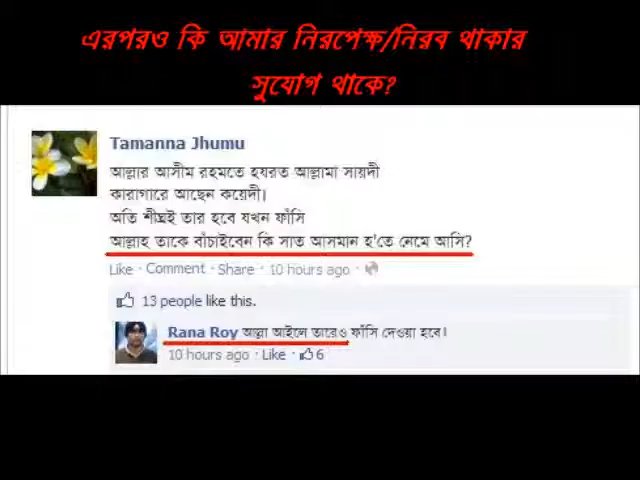 এরপরও কি আমার নিরপেক্ষ/নিরব থাকার
সুযোগ থাকে?
Tamanna Jhumu
আল্লার আসীম রহমতে হযরত আল্লামা সায়দী
কারাগারে আছেন কয়েদী।
অতি শীঘ্রই তার হবে যখন ফাঁসি
আল্লাহ তাকে বাঁচাইবেন কি সাত আসমান হ'তে নেমে আসি?
Like · Comment · Share · 10 hours ago ·
13 people like this.
Rana Roy আল্লা আইলে তারেও ফাঁসি দেওয়া হবে।
10 hours ago · Like · 6